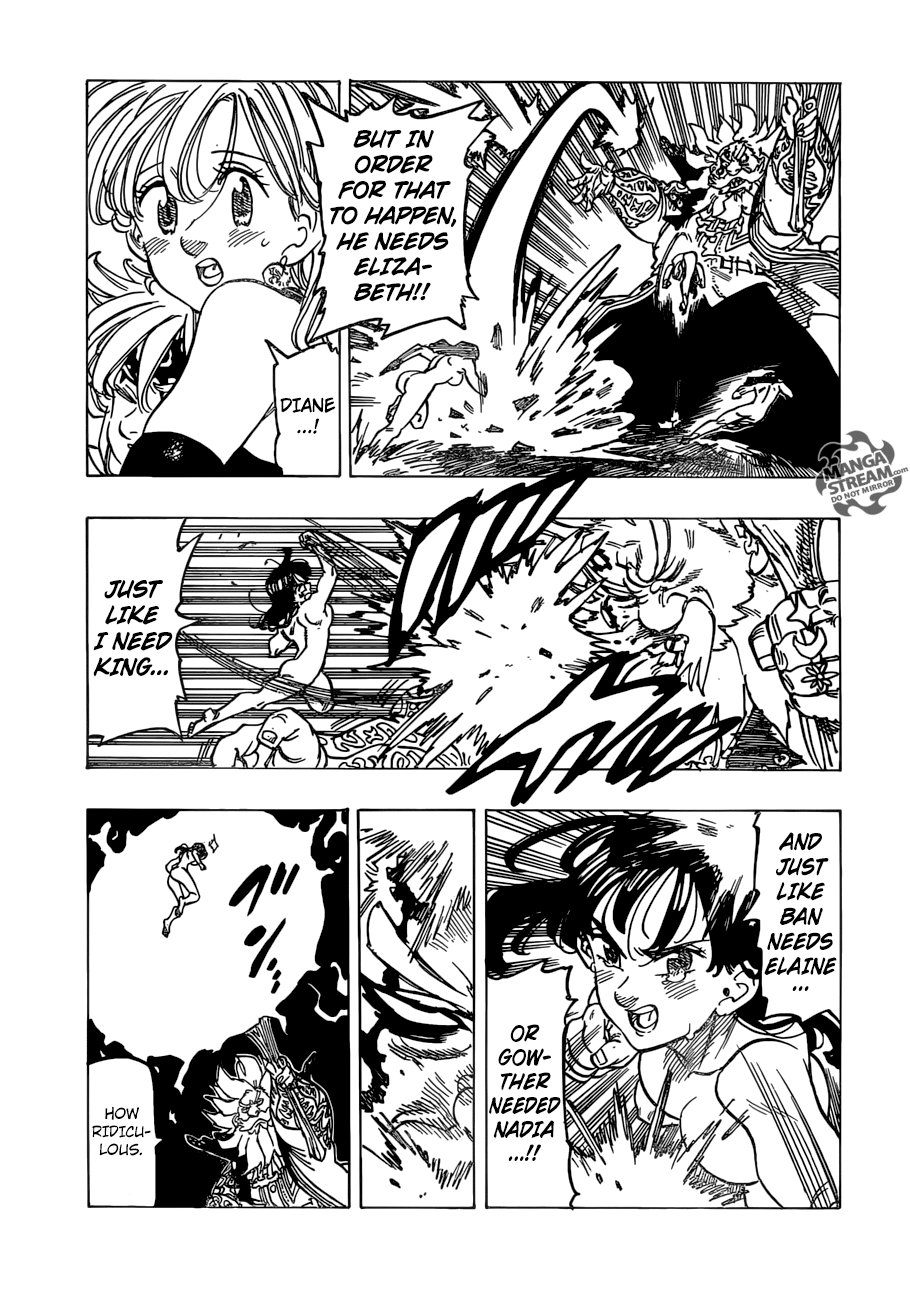 BUT IN
ORDER
FOR THAT
TO HAPPEN,
HE NEEDS
ELIZA-
BETH!!
DIANE
...!
MANGA
STREAM.com
DO NOT MIRROR
JUST
LIKE
I NEED
KING...
AND
JUST
LIKE
BAN
NEEDS
ELAINE
...
OR
GOW-
THER
NEEDED
NADIA
...!!
HOW
RIDICU-
LOUS.